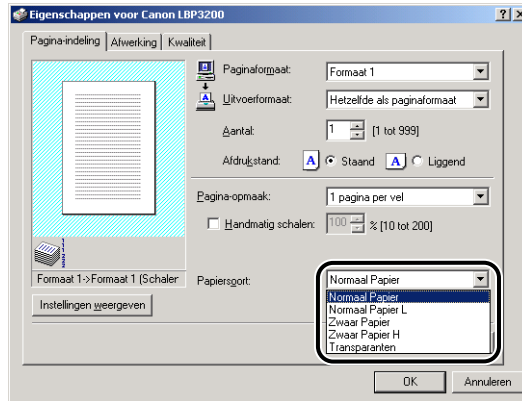 Eigenschappen voor Canon LBP3200
Pagina-indeling Afwerking Kwaliteit
Paginaformaat: Formaat 1
Uitvoerformaat: Hetzelfde als paginaformaat
Aantal: 1 [1 tot 999]
Afdrukstand: A Staand A Liggend
Pagina-opmaak: 1 pagina per vel
Handmatig schalen: 100 % [10 tot 200]
Formaat 1->Formaat 1 (Schaler
Papiersoort: Normaal Papier
Normaal Papier
Normaal Papier L
Zwaar Papier
Zwaar Papier H
Transparanten
Instellingen weergeven
OK Annuleren